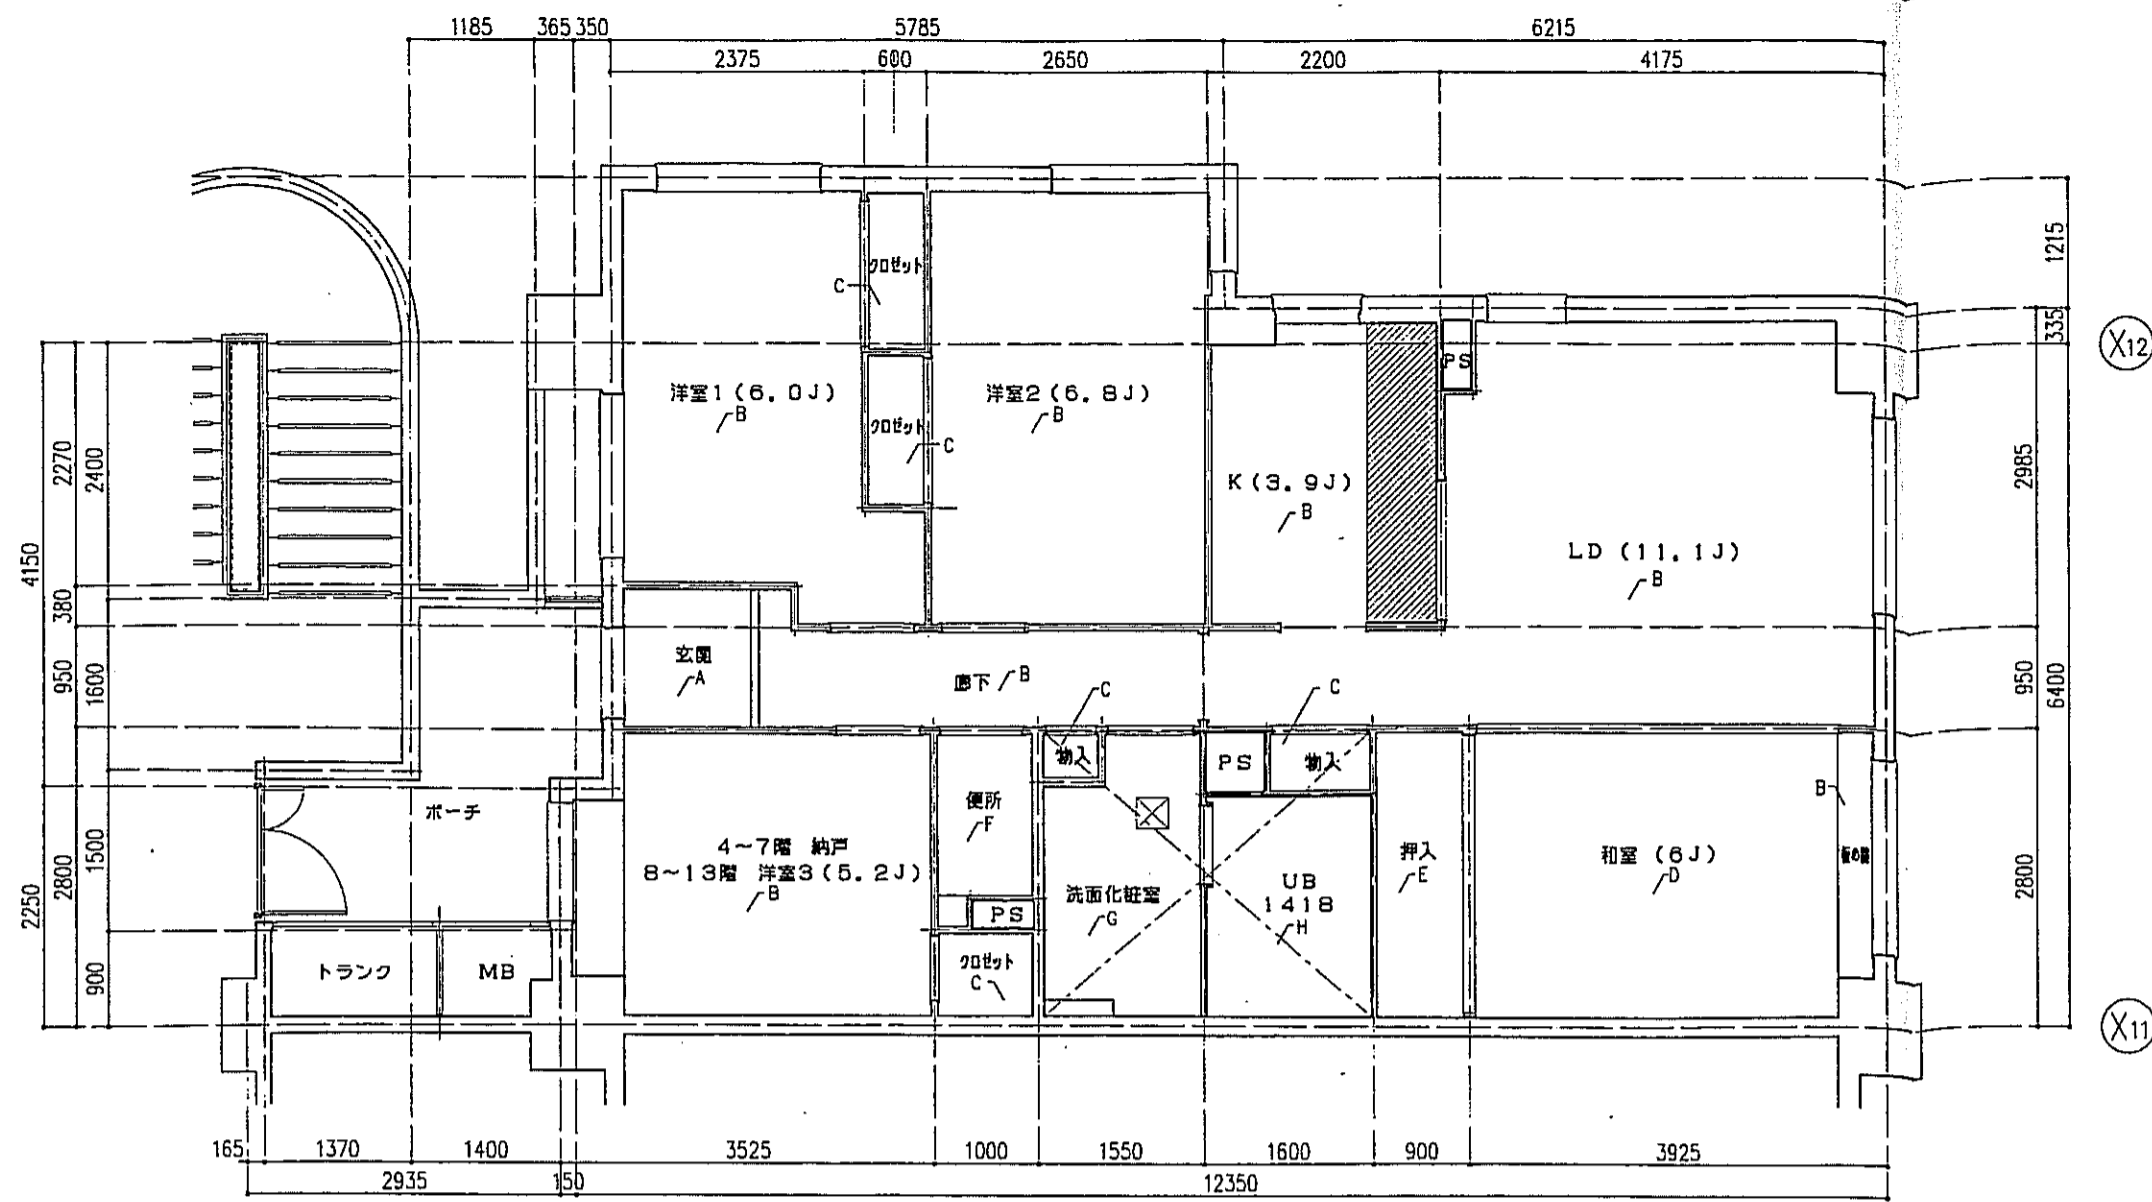 1185
365
350
5785
6215
2375
600
2650
2200
4175
1215
335
X12
クロゼット
C
PS
洋室1(6.0J)
B
洋室2(6.8J)
B
クロゼット
C
2270
2400
K(3.9J)
B
2985
4150
LD (11.1J)
B
380
950
1600
玄関
A
廊下
B
C
C
950
6400
物入
PS
物入
B
ポーチ
便所
F
4~7階 納戸
8~13階 洋室3(5.2J)
B
押入
E
和室 (6J)
D
2250
2800
1500
洗面化粧室
G
UB
1418
H
2800
PS
900
トランク
MB
クロゼット
C
X11
165
1370
1400
3525
1000
1550
1600
900
3925
2935
150
12350